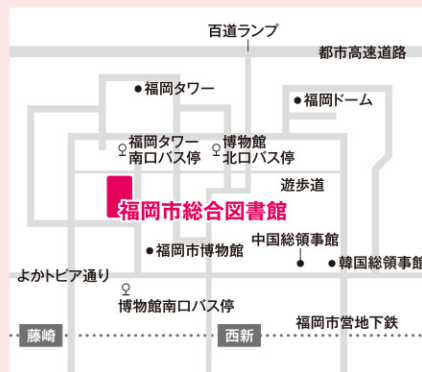 百道ランプ
都市高速道路
福岡タワー
福岡ドーム
福岡タワー
南口バス停
博物館
北口バス停
遊歩道
福岡市総合図書館
中国総領事館
福岡市博物館
韓国総領事館
よかトピア通り
博物館南口バス停
福岡市営地下鉄
藤崎
西新